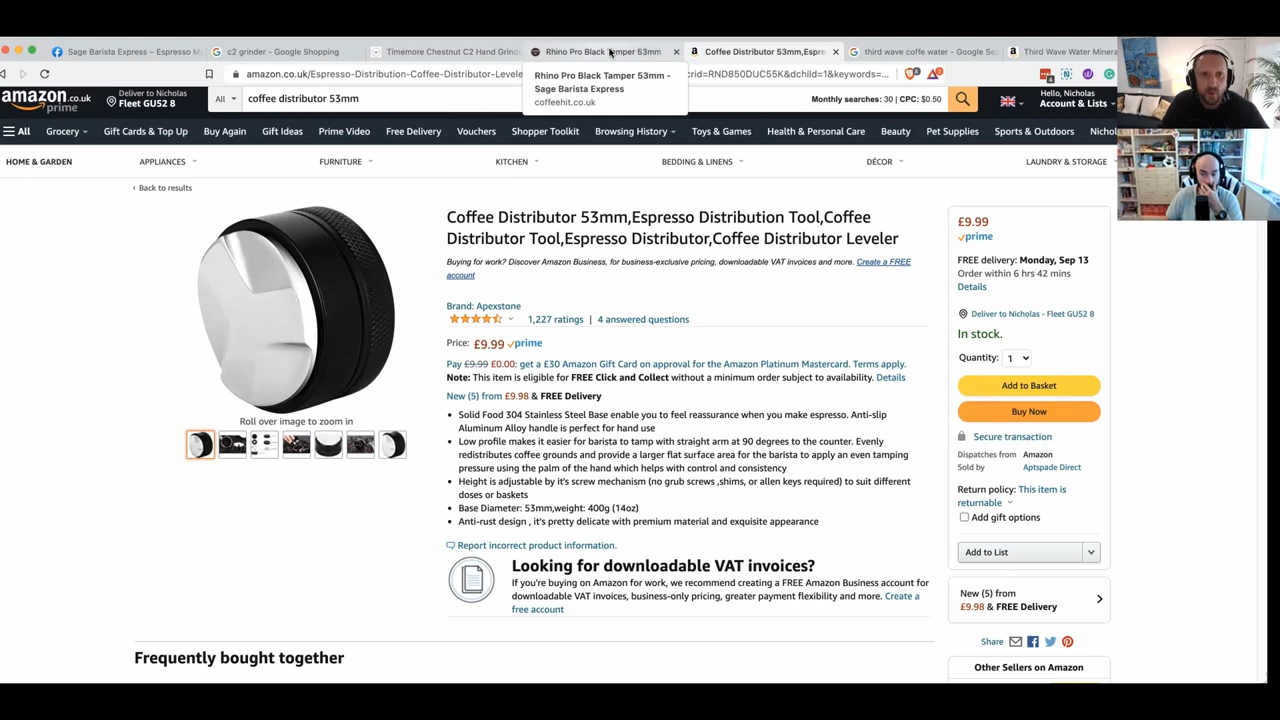 Sage Barista Express – Espresso M
c2 grinder - Google Shopping
Timemore Chestnut C2 Hand Grind
Rhino Pro Black Tamper 53mm
Coffee Distributor 53mm,Espre
third wave coffe water - Google Se
Third Wave Water Minera
amazon.co.uk/Espresso-Distribution-Coffee-Distributor-Levele
crid=RND850DUC55K&dchild=1&keywords=...
Rhino Pro Black Tamper 53mm -
Sage Barista Express
coffeehit.co.uk
amazon.co.uk
prime
Deliver to Nicholas
Fleet GU52 8
All
coffee distributor 53mm
Monthly searches: 30 | CPC: $0.50
Hello, Nicholas
Account & Lists
All
Grocery
Gift Cards & Top Up
Buy Again
Gift Ideas
Prime Video
Free Delivery
Vouchers
Shopper Toolkit
Browsing History
Toys & Games
Health & Personal Care
Beauty
Pet Supplies
Sports & Outdoors
Nichol
HOME & GARDEN
APPLIANCES
FURNITURE
KITCHEN
BEDDING & LINENS
DÉCOR
LAUNDRY & STORAGE
‹ Back to results
Coffee Distributor 53mm,Espresso Distribution Tool,Coffee
Distributor Tool,Espresso Distributor,Coffee Distributor Leveler
Buying for work? Discover Amazon Business, for business-exclusive pricing, downloadable VAT invoices and more. Create a FREE
account
Brand: Apexstone
1,227 ratings | 4 answered questions
Price: £9.99 prime
Pay £9.99 £0.00: get a £30 Amazon Gift Card on approval for the Amazon Platinum Mastercard. Terms apply.
Note: This item is eligible for FREE Click and Collect without a minimum order subject to availability. Details
New (5) from £9.98 & FREE Delivery
Roll over image to zoom in
• Solid Food 304 Stainless Steel Base enable you to feel reassurance when you make espresso. Anti-slip
Aluminum Alloy handle is perfect for hand use
• Low profile makes it easier for barista to tamp with straight arm at 90 degrees to the counter. Evenly
redistributes coffee grounds and provide a larger flat surface area for the barista to apply an even tamping
pressure using the palm of the hand which helps with control and consistency
• Height is adjustable by it's screw mechanism (no grub screws ,shims, or allen keys required) to suit different
doses or baskets
• Base Diameter: 53mm,weight: 400g (14oz)
• Anti-rust design , it's pretty delicate with premium material and exquisite appearance
Report incorrect product information.
Looking for downloadable VAT invoices?
If you're buying on Amazon for work, we recommend creating a FREE Amazon Business account for
downloadable VAT invoices, business-only pricing, greater payment flexibility and more. Create a
free account
Frequently bought together
£9.99
prime
FREE delivery: Monday, Sep 13
Order within 6 hrs 42 mins
Details
Deliver to Nicholas - Fleet GU52 8
In stock.
Quantity: 1
Add to Basket
Buy Now
Secure transaction
Dispatches from Amazon
Sold by Aptspade Direct
Return policy: This item is
returnable
Add gift options
Add to List
New (5) from
£9.98 & FREE Delivery
Share
Other Sellers on Amazon